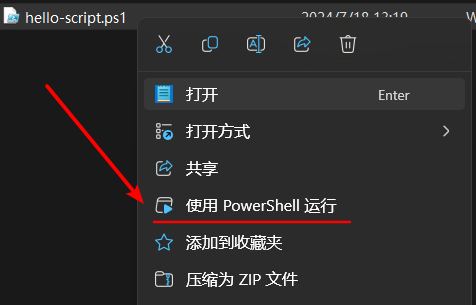 hello-script.ps1 2024/7/18 13:19
打开 Enter
打开方式
共享
使用 PowerShell 运行
添加到收藏夹
压缩为 ZIP 文件